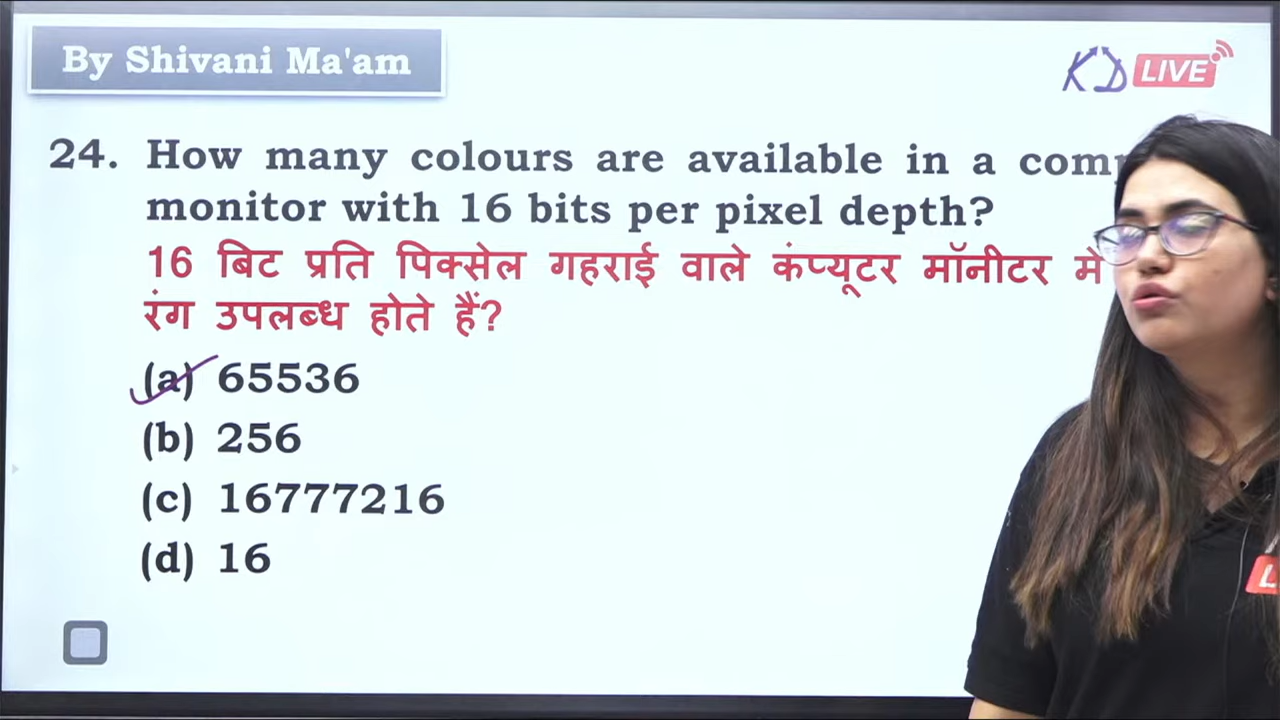 By Shivani Ma'am
KD LIVE
24. How many colours are available in a
monitor with 16 bits per pixel depth?
16 बिट प्रति पिक्सेल गहराई वाले कंप्यूटर मॉनीटर में
रंग उपलब्ध होते हैं?
(a) 65536
(b) 256
(c) 16777216
(d) 16